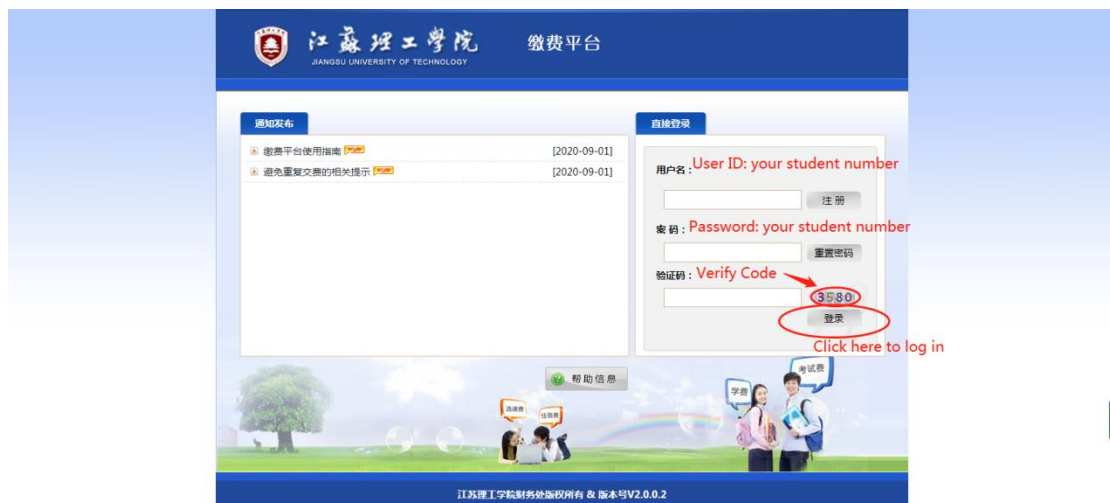 江蘇理工學院 缴费平台
JIANGSU UNIVERSITY OF TECHNOLOGY
通知发布
缴费平台使用指南 [2020-09-01]
避免重复交费的相关提示 [2020-09-01]
直接登录
用户名：User ID: your student number
注册
密 码：Password: your student number
重置密码
验证码：Verify Code
3580
登录
Click here to log in
帮助信息
学费
考试费
住宿费
江苏理工学院财务处版权所有 & 版本号V2.0.0.2